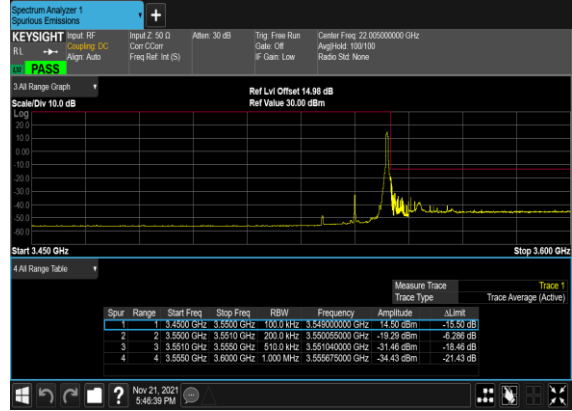 Spectrum Analyzer 1
Spurious Emissions
KEYSIGHT Input: RF Input Z: 50 Ω Atten: 30 dB Trig: Free Run Center Freq: 22.005000000 GHz
RL Coupling: DC Corr CCorr Gate: Off Avg|Hold: 100/100
Align: Auto Freq Ref: Int (S) IF Gain: Low Radio Std: None
PASS
3 All Range Graph
Ref Lvl Offset 14.98 dB
Scale/Div 10.0 dB Ref Value 30.00 dBm
Log
20.0
10.0
0.00
-10.0
-20.0
-30.0
-40.0
-50.0
-60.0
Start 3.450 GHz Stop 3.600 GHz
4 All Range Table
Measure Trace Trace 1
Trace Type Trace Average (Active)
Spur Range Start Freq Stop Freq RBW Frequency Amplitude ΔLimit
1 1 3.4500 GHz 3.5500 GHz 100.0 kHz 3.549000000 GHz 14.50 dBm -15.50 dB
2 2 3.5500 GHz 3.5510 GHz 200.0 kHz 3.550055000 GHz -19.29 dBm -6.286 dB
3 3 3.5510 GHz 3.5550 GHz 510.0 kHz 3.551040000 GHz -31.46 dBm -18.46 dB
4 4 3.5550 GHz 3.6000 GHz 1.000 MHz 3.555675000 GHz -34.43 dBm -21.43 dB
? Nov 21, 2021
5:46:39 PM